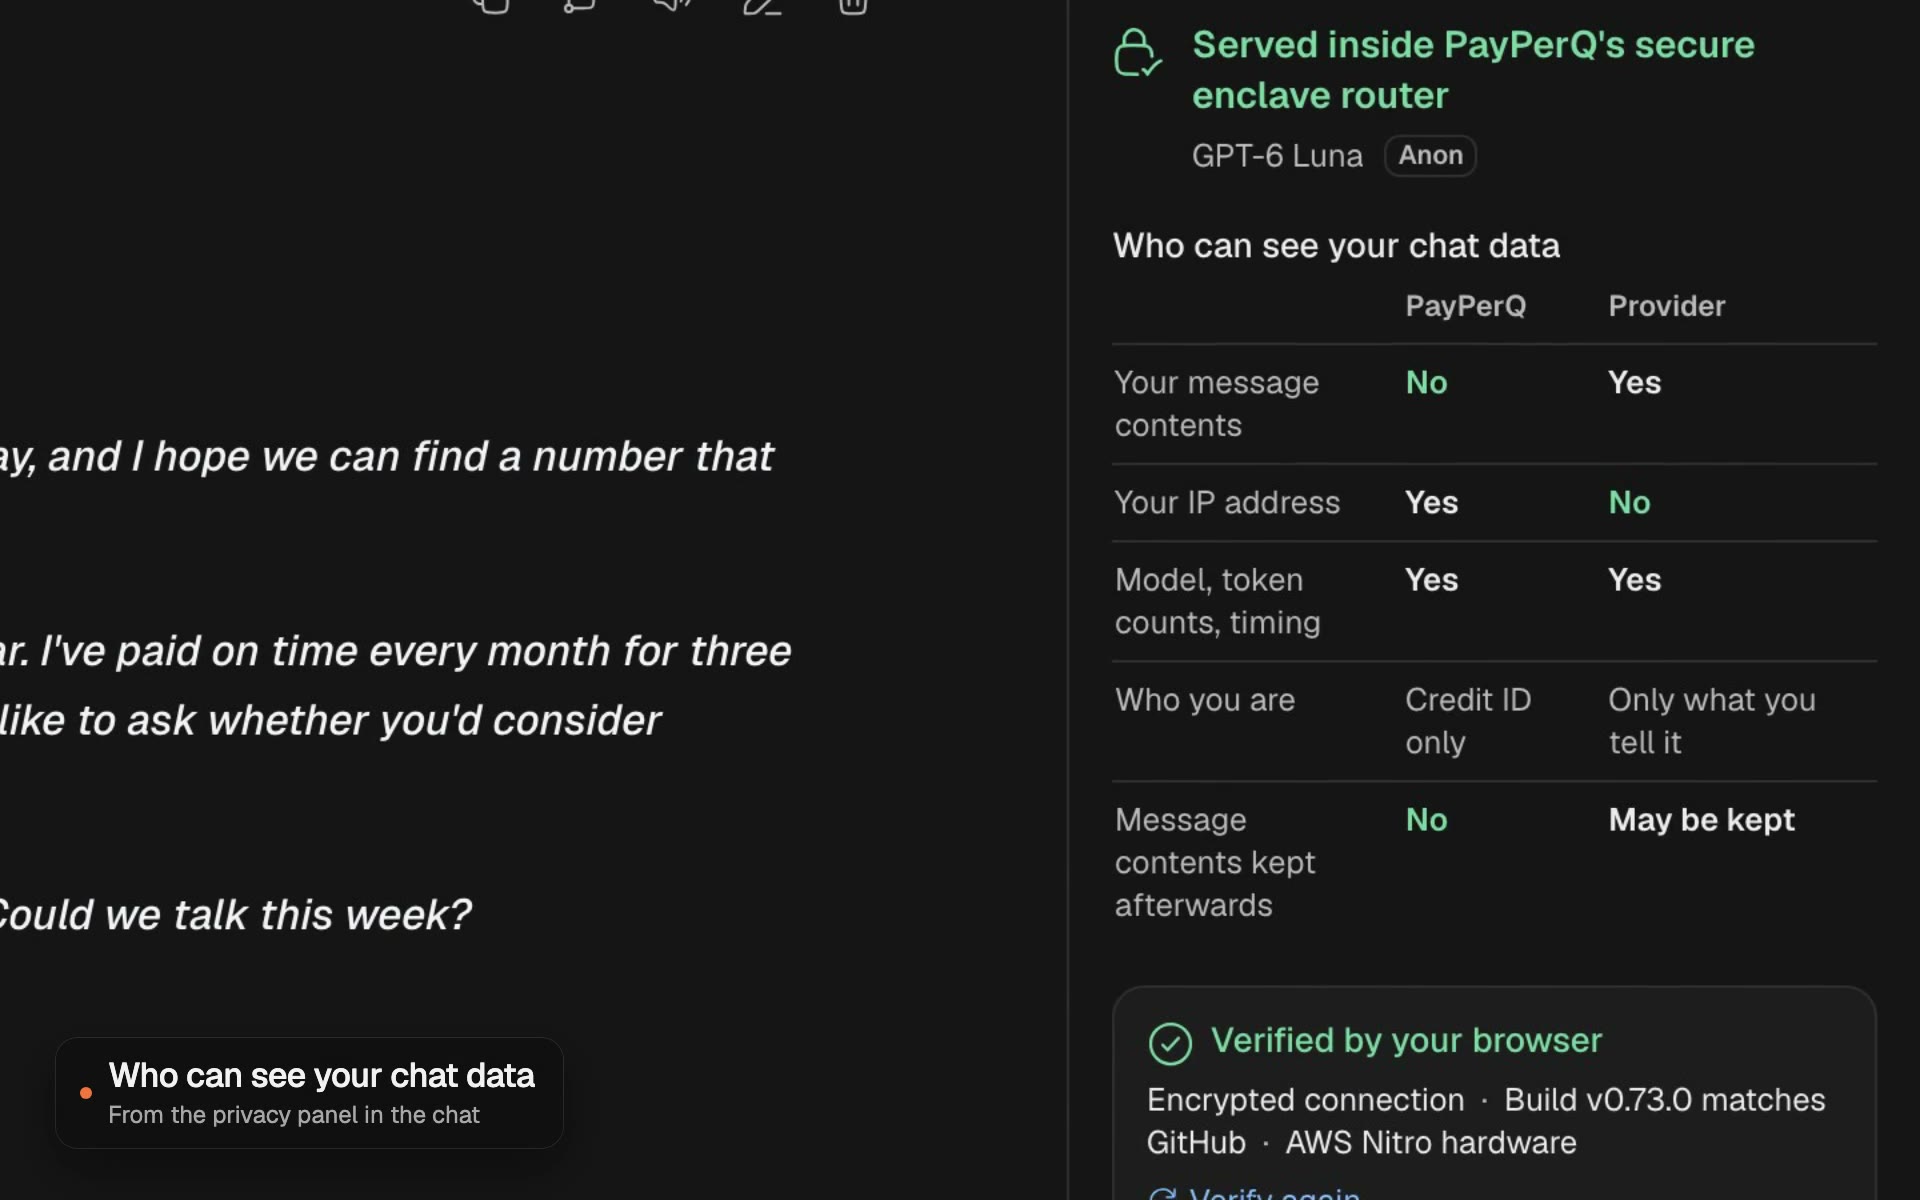 Served inside PayPerQ's secure
enclave router
GPT-6 Luna Anon
Who can see your chat data
PayPerQ Provider
Your message No Yes
contents
Your IP address Yes No
Model, token Yes Yes
counts, timing
Who you are Credit ID Only what you
only tell it
Message No May be kept
contents kept
afterwards
Verified by your browser
Encrypted connection · Build v0.73.0 matches
GitHub · AWS Nitro hardware
Verify again
ay, and I hope we can find a number that
ar. I've paid on time every month for three
like to ask whether you'd consider
Could we talk this week?
Who can see your chat data
From the privacy panel in the chat